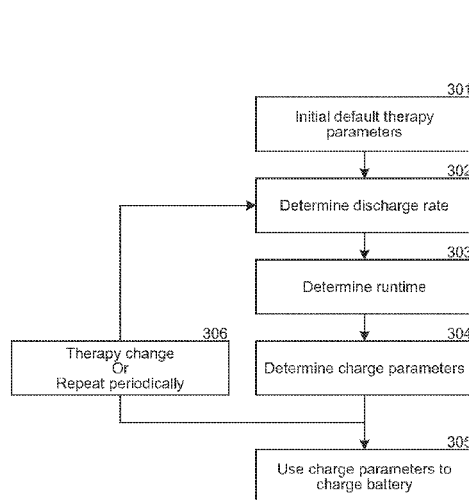 301
Initial default therapy
parameters
302
Determine discharge rate
303
Determine runtime
304
Determine charge parameters
306
Therapy change
Or
Repeat periodically
305
Use charge parameters to
charge battery